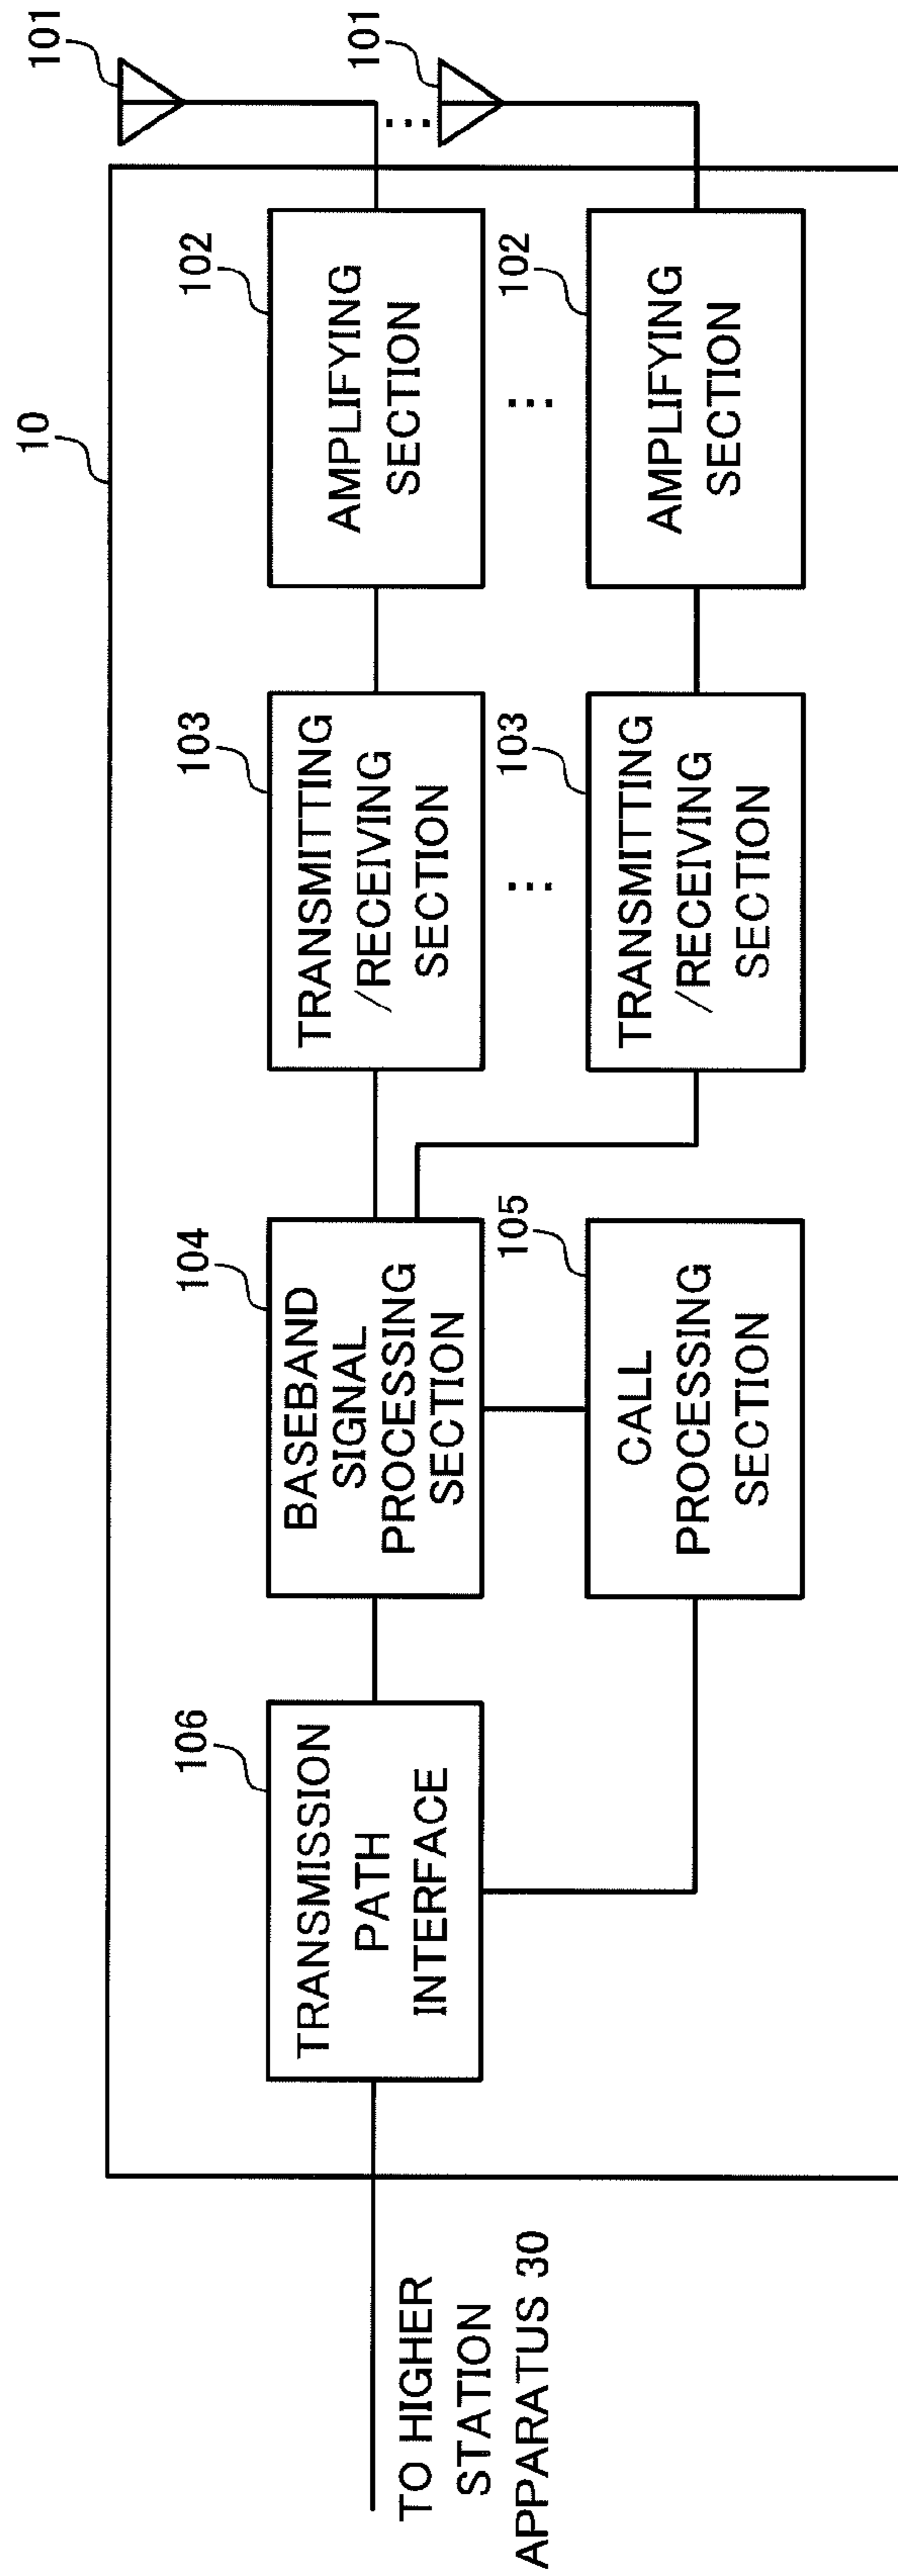 10
101
101
102
AMPLIFYING
SECTION
102
AMPLIFYING
SECTION
...
103
TRANSMITTING
/RECEIVING
SECTION
103
TRANSMITTING
/RECEIVING
SECTION
...
...
104
BASEBAND
SIGNAL
PROCESSING
SECTION
105
CALL
PROCESSING
SECTION
106
TRANSMISSION
PATH
INTERFACE
TO HIGHER
STATION
APPARATUS 30